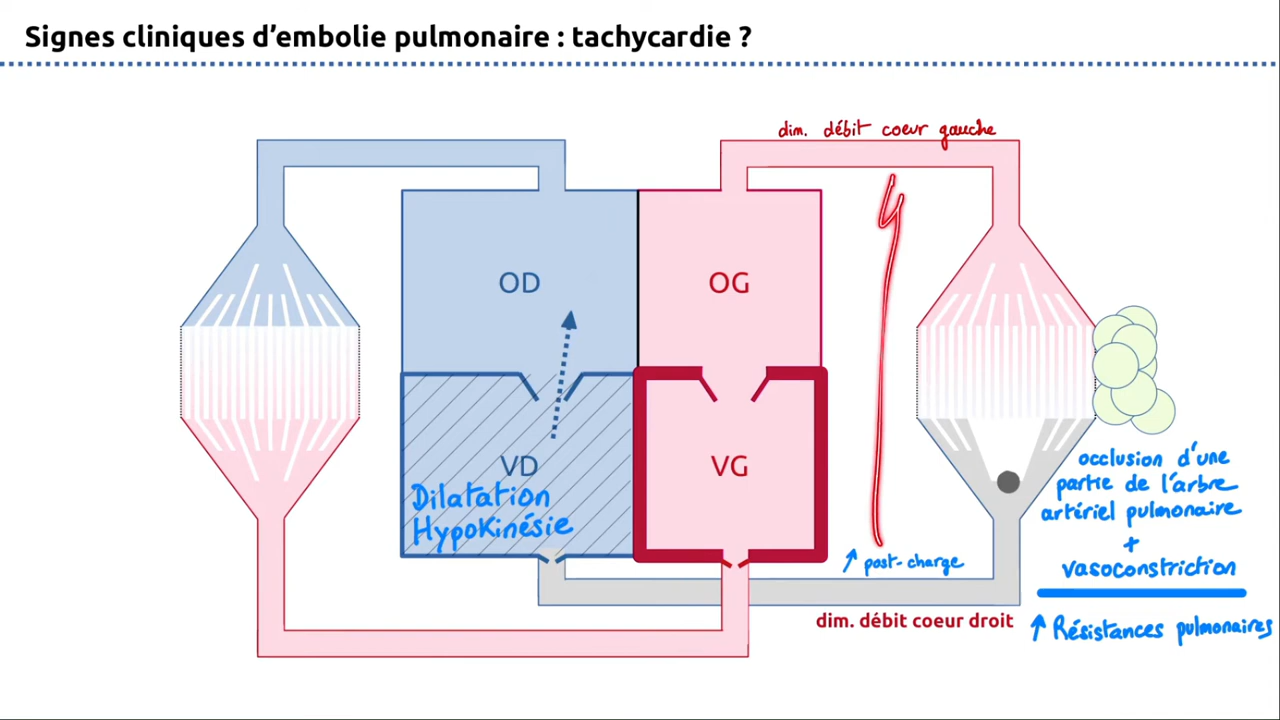 Signes cliniques d'embolie pulmonaire : tachycardie ?
dim. débit coeur gauche
OD
OG
VD
VG
Dilatation
Hypokinésie
occlusion d'une
partie de l'arbre
artériel pulmonaire
+
vasoconstriction
↑ post-charge
dim. débit coeur droit
↑ Résistances pulmonaires